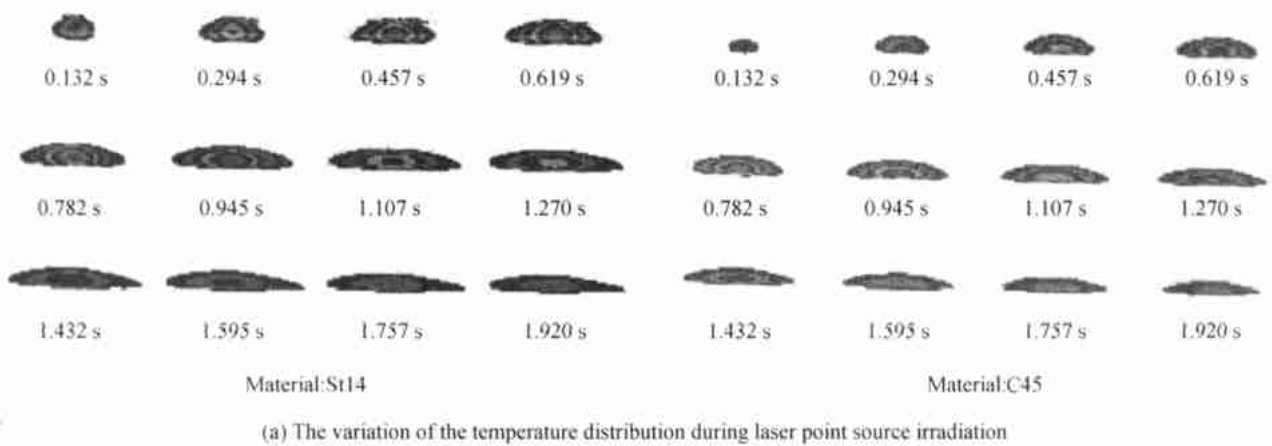 0.132 s 0.294 s 0.457 s 0.619 s 0.132 s 0.294 s 0.457 s 0.619 s
0.782 s 0.945 s 1.107 s 1.270 s 0.782 s 0.945 s 1.107 s 1.270 s
1.432 s 1.595 s 1.757 s 1.920 s 1.432 s 1.595 s 1.757 s 1.920 s
Material:St14 Material:C45
(a) The variation of the temperature distribution during laser point source irradiation